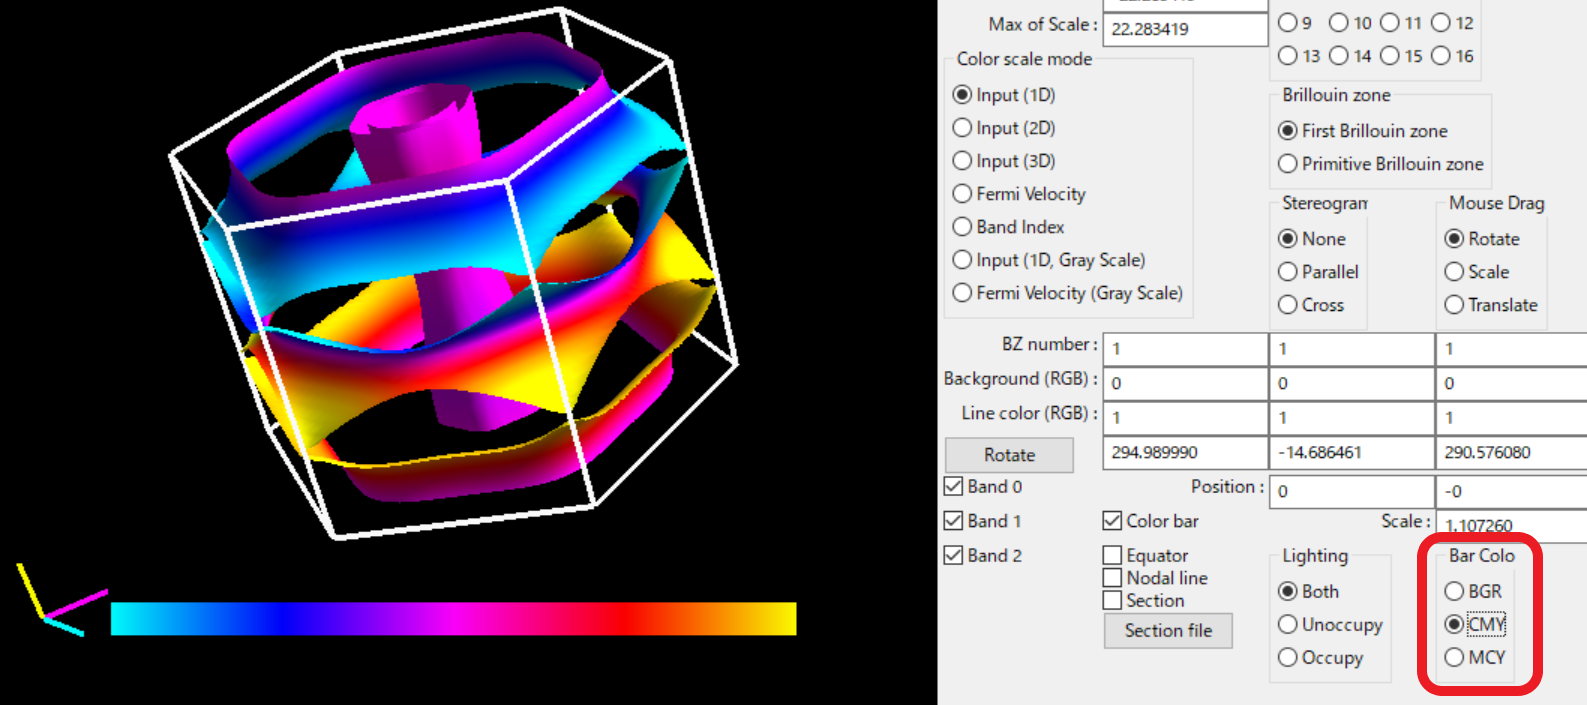 Max of Scale :
22.283419
9 10 11 12
13 14 15 16
Color scale mode
Input (1D)
Input (2D)
Input (3D)
Fermi Velocity
Band Index
Input (1D, Gray Scale)
Fermi Velocity (Gray Scale)
Brillouin zone
First Brillouin zone
Primitive Brillouin zone
Stereogram
None
Parallel
Cross
Mouse Drag
Rotate
Scale
Translate
BZ number : 1 1 1
Background (RGB) : 0 0 0
Line color (RGB) : 1 1 1
Rotate 294.989990 -14.686461 290.576080
Band 0 Position : 0 -0
Band 1 Color bar Scale : 1.107260
Band 2
Equator
Nodal line
Section
Section file
Lighting
Both
Unoccupy
Occupy
Bar Colo
BGR
CMY
MCY